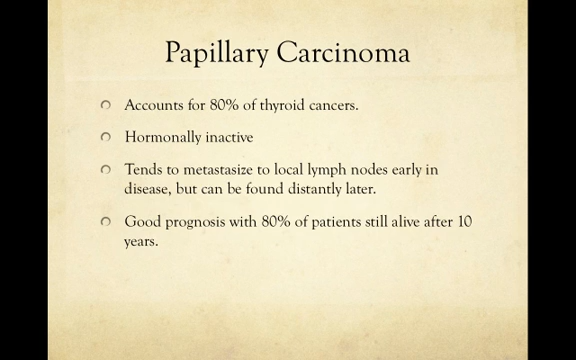 Papillary Carcinoma
Accounts for 80% of thyroid cancers.
Hormonally inactive
Tends to metastasize to local lymph nodes early in
disease, but can be found distantly later.
Good prognosis with 80% of patients still alive after 10
years.